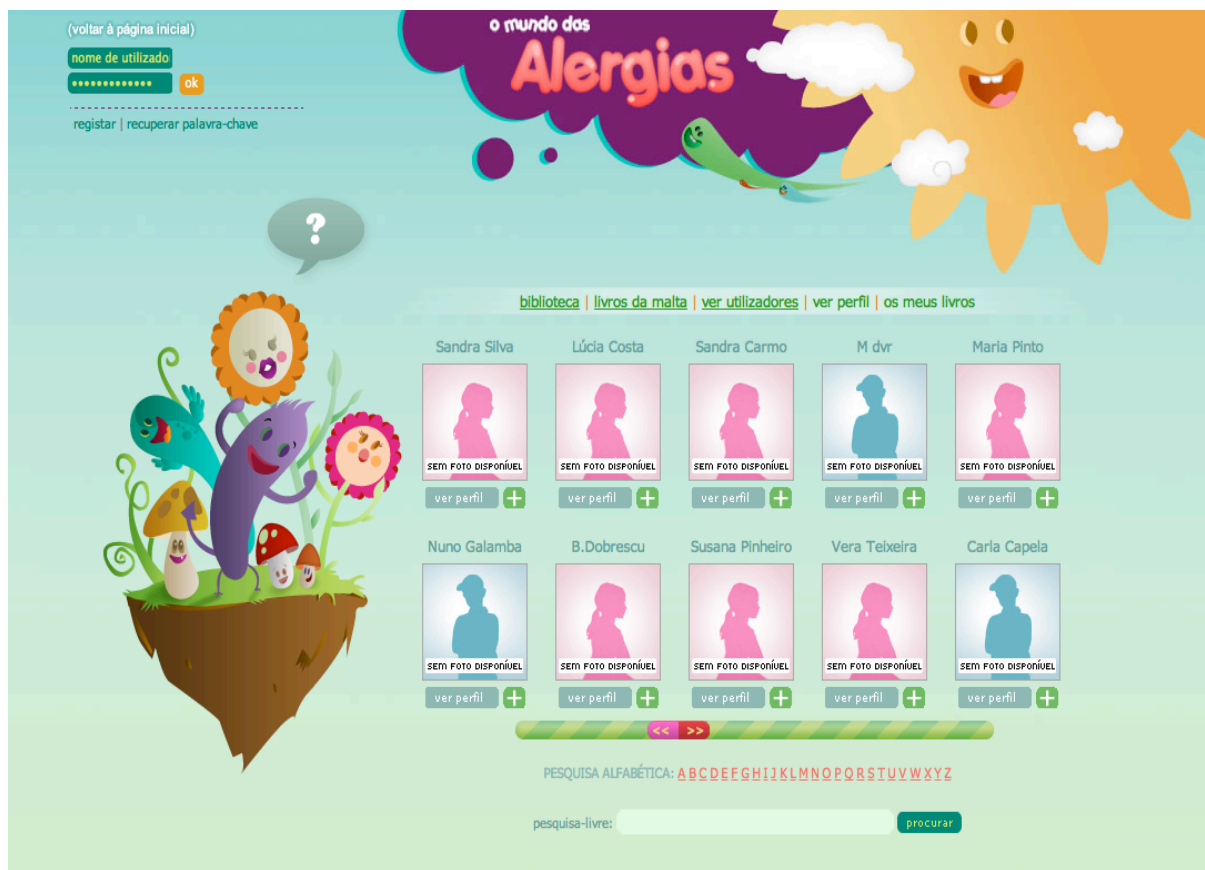 (voltar à página inicial)
nome de utilizado
ok
registar | recuperar palavra-chave
o mundo das
Alergias
?
biblioteca | livros da malta | ver utilizadores | ver perfil | os meus livros
Sandra Silva Lúcia Costa Sandra Carmo M dvr Maria Pinto
SEM FOTO DISPONÍVEL SEM FOTO DISPONÍVEL SEM FOTO DISPONÍVEL SEM FOTO DISPONÍVEL SEM FOTO DISPONÍVEL
ver perfil + ver perfil + ver perfil + ver perfil + ver perfil +
Nuno Galamba B.Dobrescu Susana Pinheiro Vera Teixeira Carla Capela
SEM FOTO DISPONÍVEL SEM FOTO DISPONÍVEL SEM FOTO DISPONÍVEL SEM FOTO DISPONÍVEL SEM FOTO DISPONÍVEL
ver perfil + ver perfil + ver perfil + ver perfil + ver perfil +
<< >>
PESQUISA ALFABÉTICA: A B C D E F G H I J K L M N O P Q R S T U V W X Y Z
pesquisa-livre: procurar